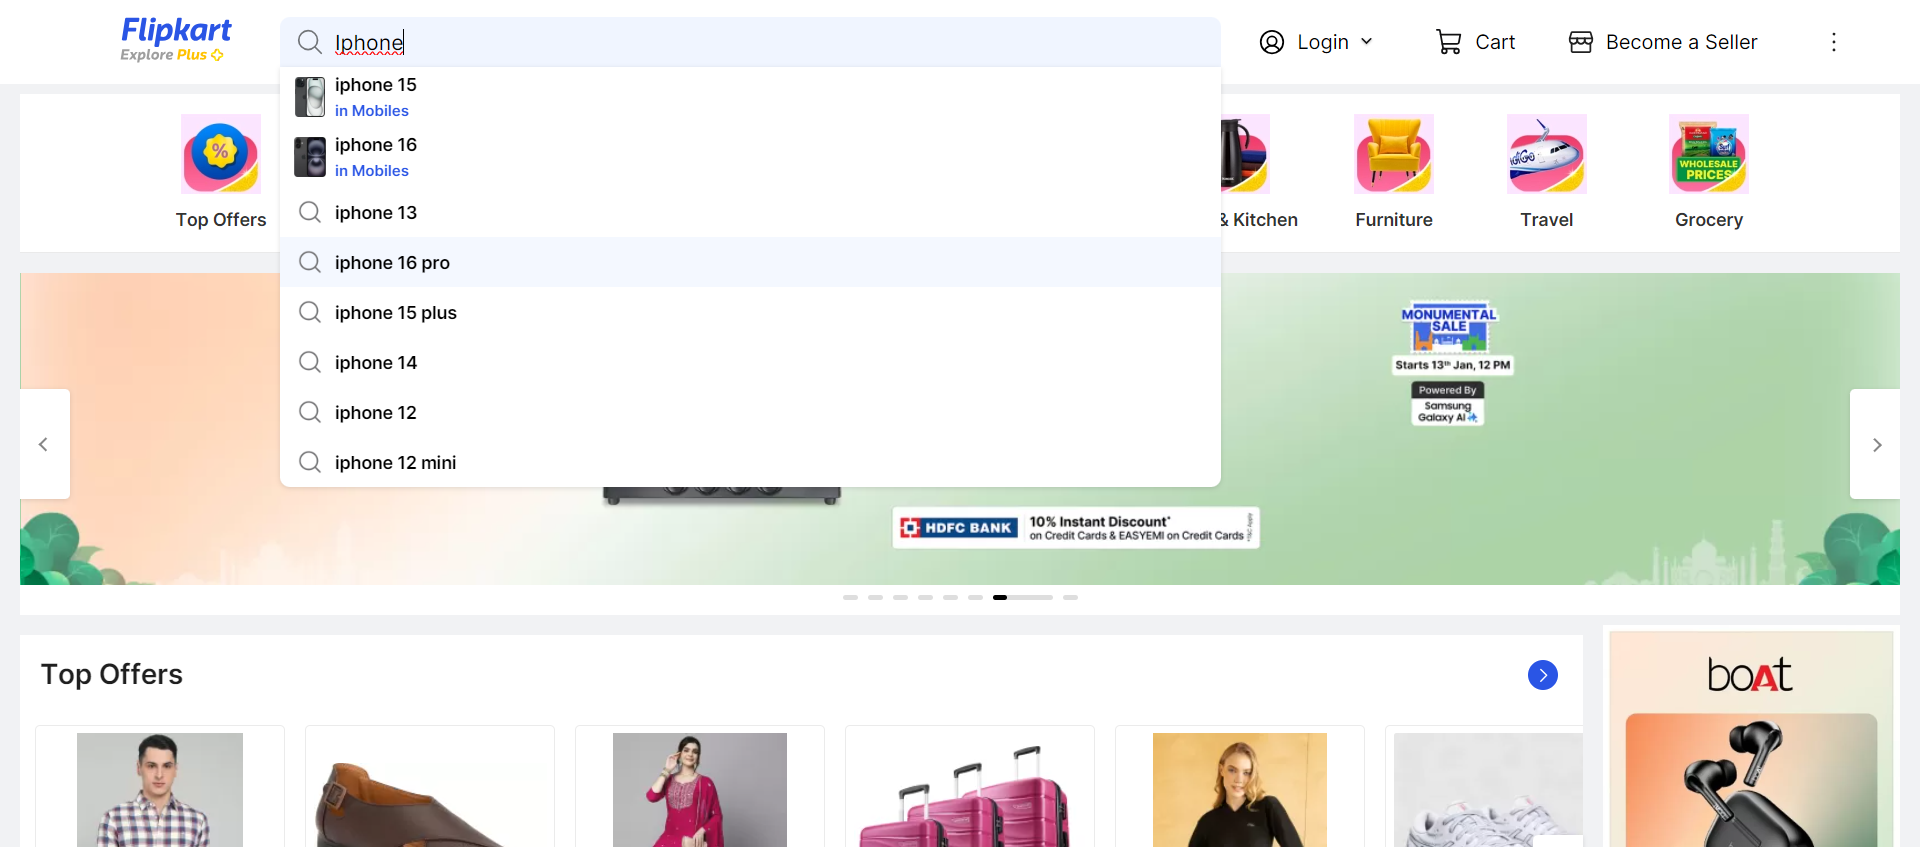 Flipkart
Explore Plus
Iphone
Login
Cart
Become a Seller
iphone 15
in Mobiles
iphone 16
in Mobiles
iphone 13
iphone 16 pro
iphone 15 plus
iphone 14
iphone 12
iphone 12 mini
%
Top Offers
& Kitchen
Furniture
IndiGo
Travel
WHOLESALE
PRICES
Grocery
MONUMENTAL
SALE
Starts 13th Jan, 12 PM
Powered By
Samsung
Galaxy AI
HDFC BANK
10% Instant Discount*
on Credit Cards & EASYEMI on Credit Cards
*T&C Apply
Top Offers
boAt